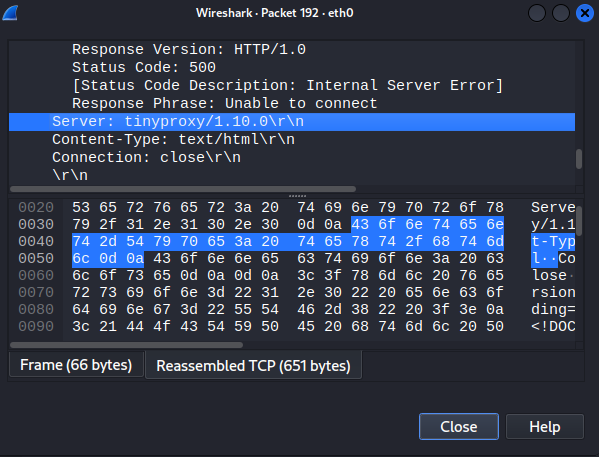 Wireshark · Packet 192 · eth0
Response Version: HTTP/1.0
Status Code: 500
[Status Code Description: Internal Server Error]
Response Phrase: Unable to connect
Server: tinyproxy/1.10.0\r\n
Content-Type: text/html\r\n
Connection: close\r\n
\r\n
0020 53 65 72 76 65 72 3a 20 74 69 6e 79 70 72 6f 78 Serve
0030 79 2f 31 2e 31 30 2e 30 0d 0a 43 6f 6e 74 65 6e y/1.1
0040 74 2d 54 79 70 65 3a 20 74 65 78 74 2f 68 74 6d t-Typ
0050 6c 0d 0a 43 6f 6e 6e 65 63 74 69 6f 6e 3a 20 63 l··Co
0060 6c 6f 73 65 0d 0a 0d 0a 3c 3f 78 6d 6c 20 76 65 lose·
0070 72 73 69 6f 6e 3d 22 31 2e 30 22 20 65 6e 63 6f rsion
0080 64 69 6e 67 3d 22 55 54 46 2d 38 22 20 3f 3e 0a ding=
0090 3c 21 44 4f 43 54 59 50 45 20 68 74 6d 6c 20 50 <!DOC
Frame (66 bytes) Reassembled TCP (651 bytes)
Close Help